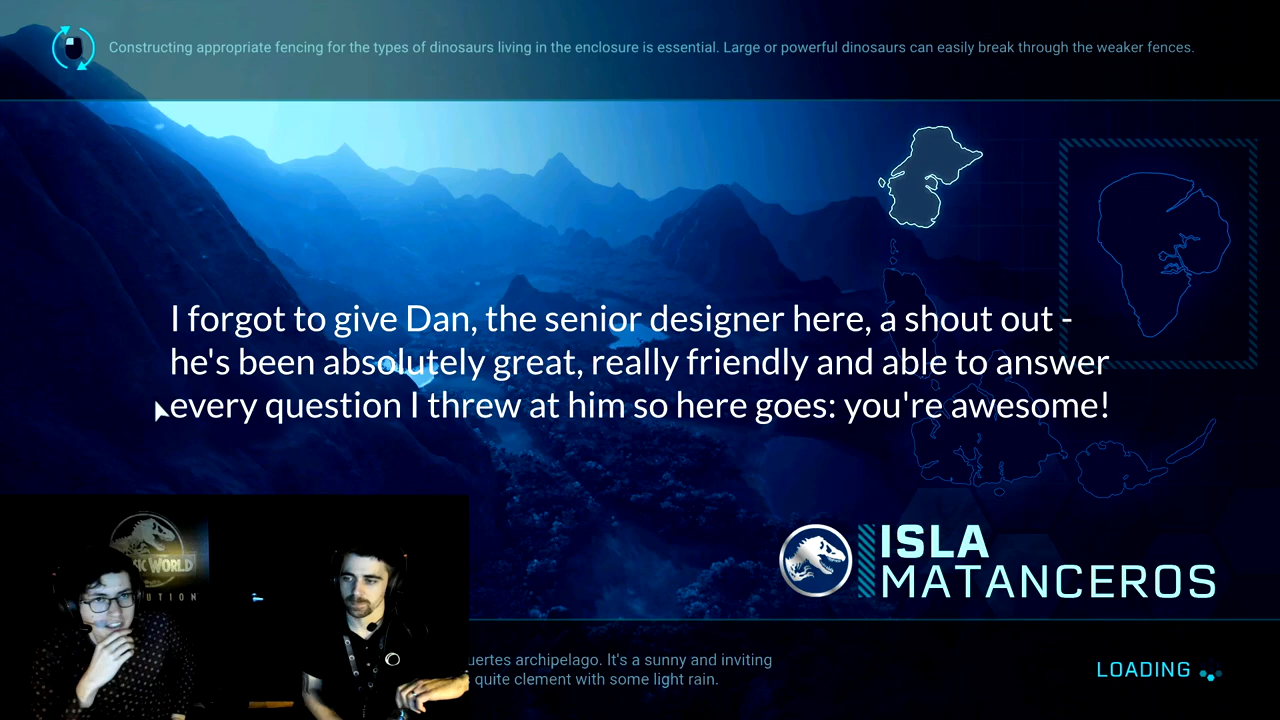 Constructing appropriate fencing for the types of dinosaurs living in the enclosure is essential. Large or powerful dinosaurs can easily break through the weaker fences.
I forgot to give Dan, the senior designer here, a shout out -
he's been absolutely great, really friendly and able to answer
every question I threw at him so here goes: you're awesome!
WORLD
UTION
ISLA
MATANCEROS
archipelago. It's a sunny and inviting
quite clement with some light rain.
LOADING